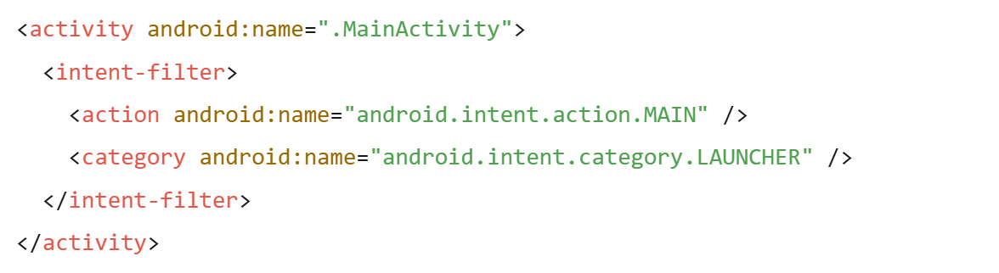 <activity android:name=".MainActivity">
  <intent-filter>
    <action android:name="android.intent.action.MAIN" />
    <category android:name="android.intent.category.LAUNCHER" />
  </intent-filter>
</activity>